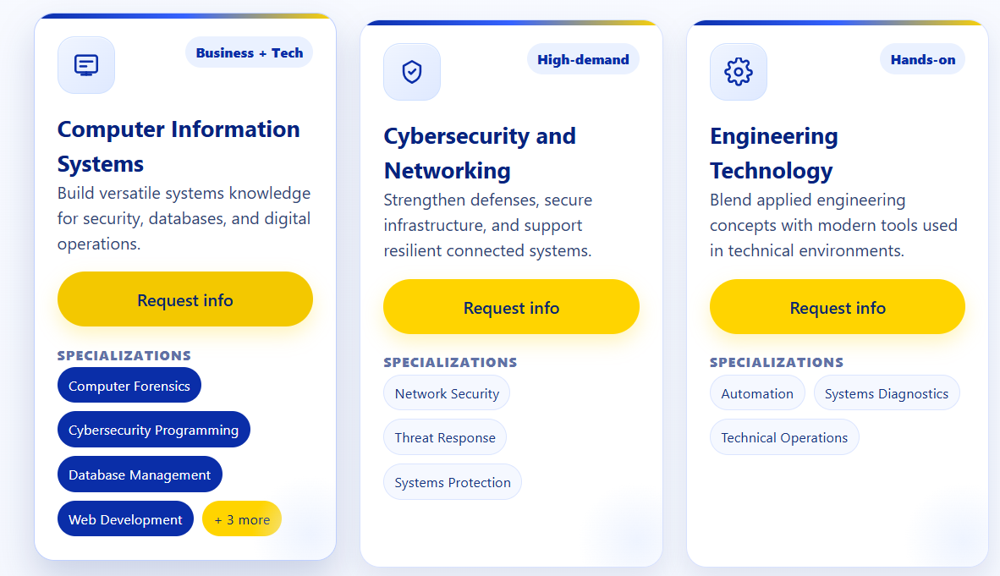 Business + Tech
Computer Information
Systems
Build versatile systems knowledge
for security, databases, and digital
operations.
Request info
SPECIALIZATIONS
Computer Forensics
Cybersecurity Programming
Database Management
Web Development
+ 3 more
High-demand
Cybersecurity and
Networking
Strengthen defenses, secure
infrastructure, and support
resilient connected systems.
Request info
SPECIALIZATIONS
Network Security
Threat Response
Systems Protection
Hands-on
Engineering
Technology
Blend applied engineering
concepts with modern tools used
in technical environments.
Request info
SPECIALIZATIONS
Automation
Systems Diagnostics
Technical Operations